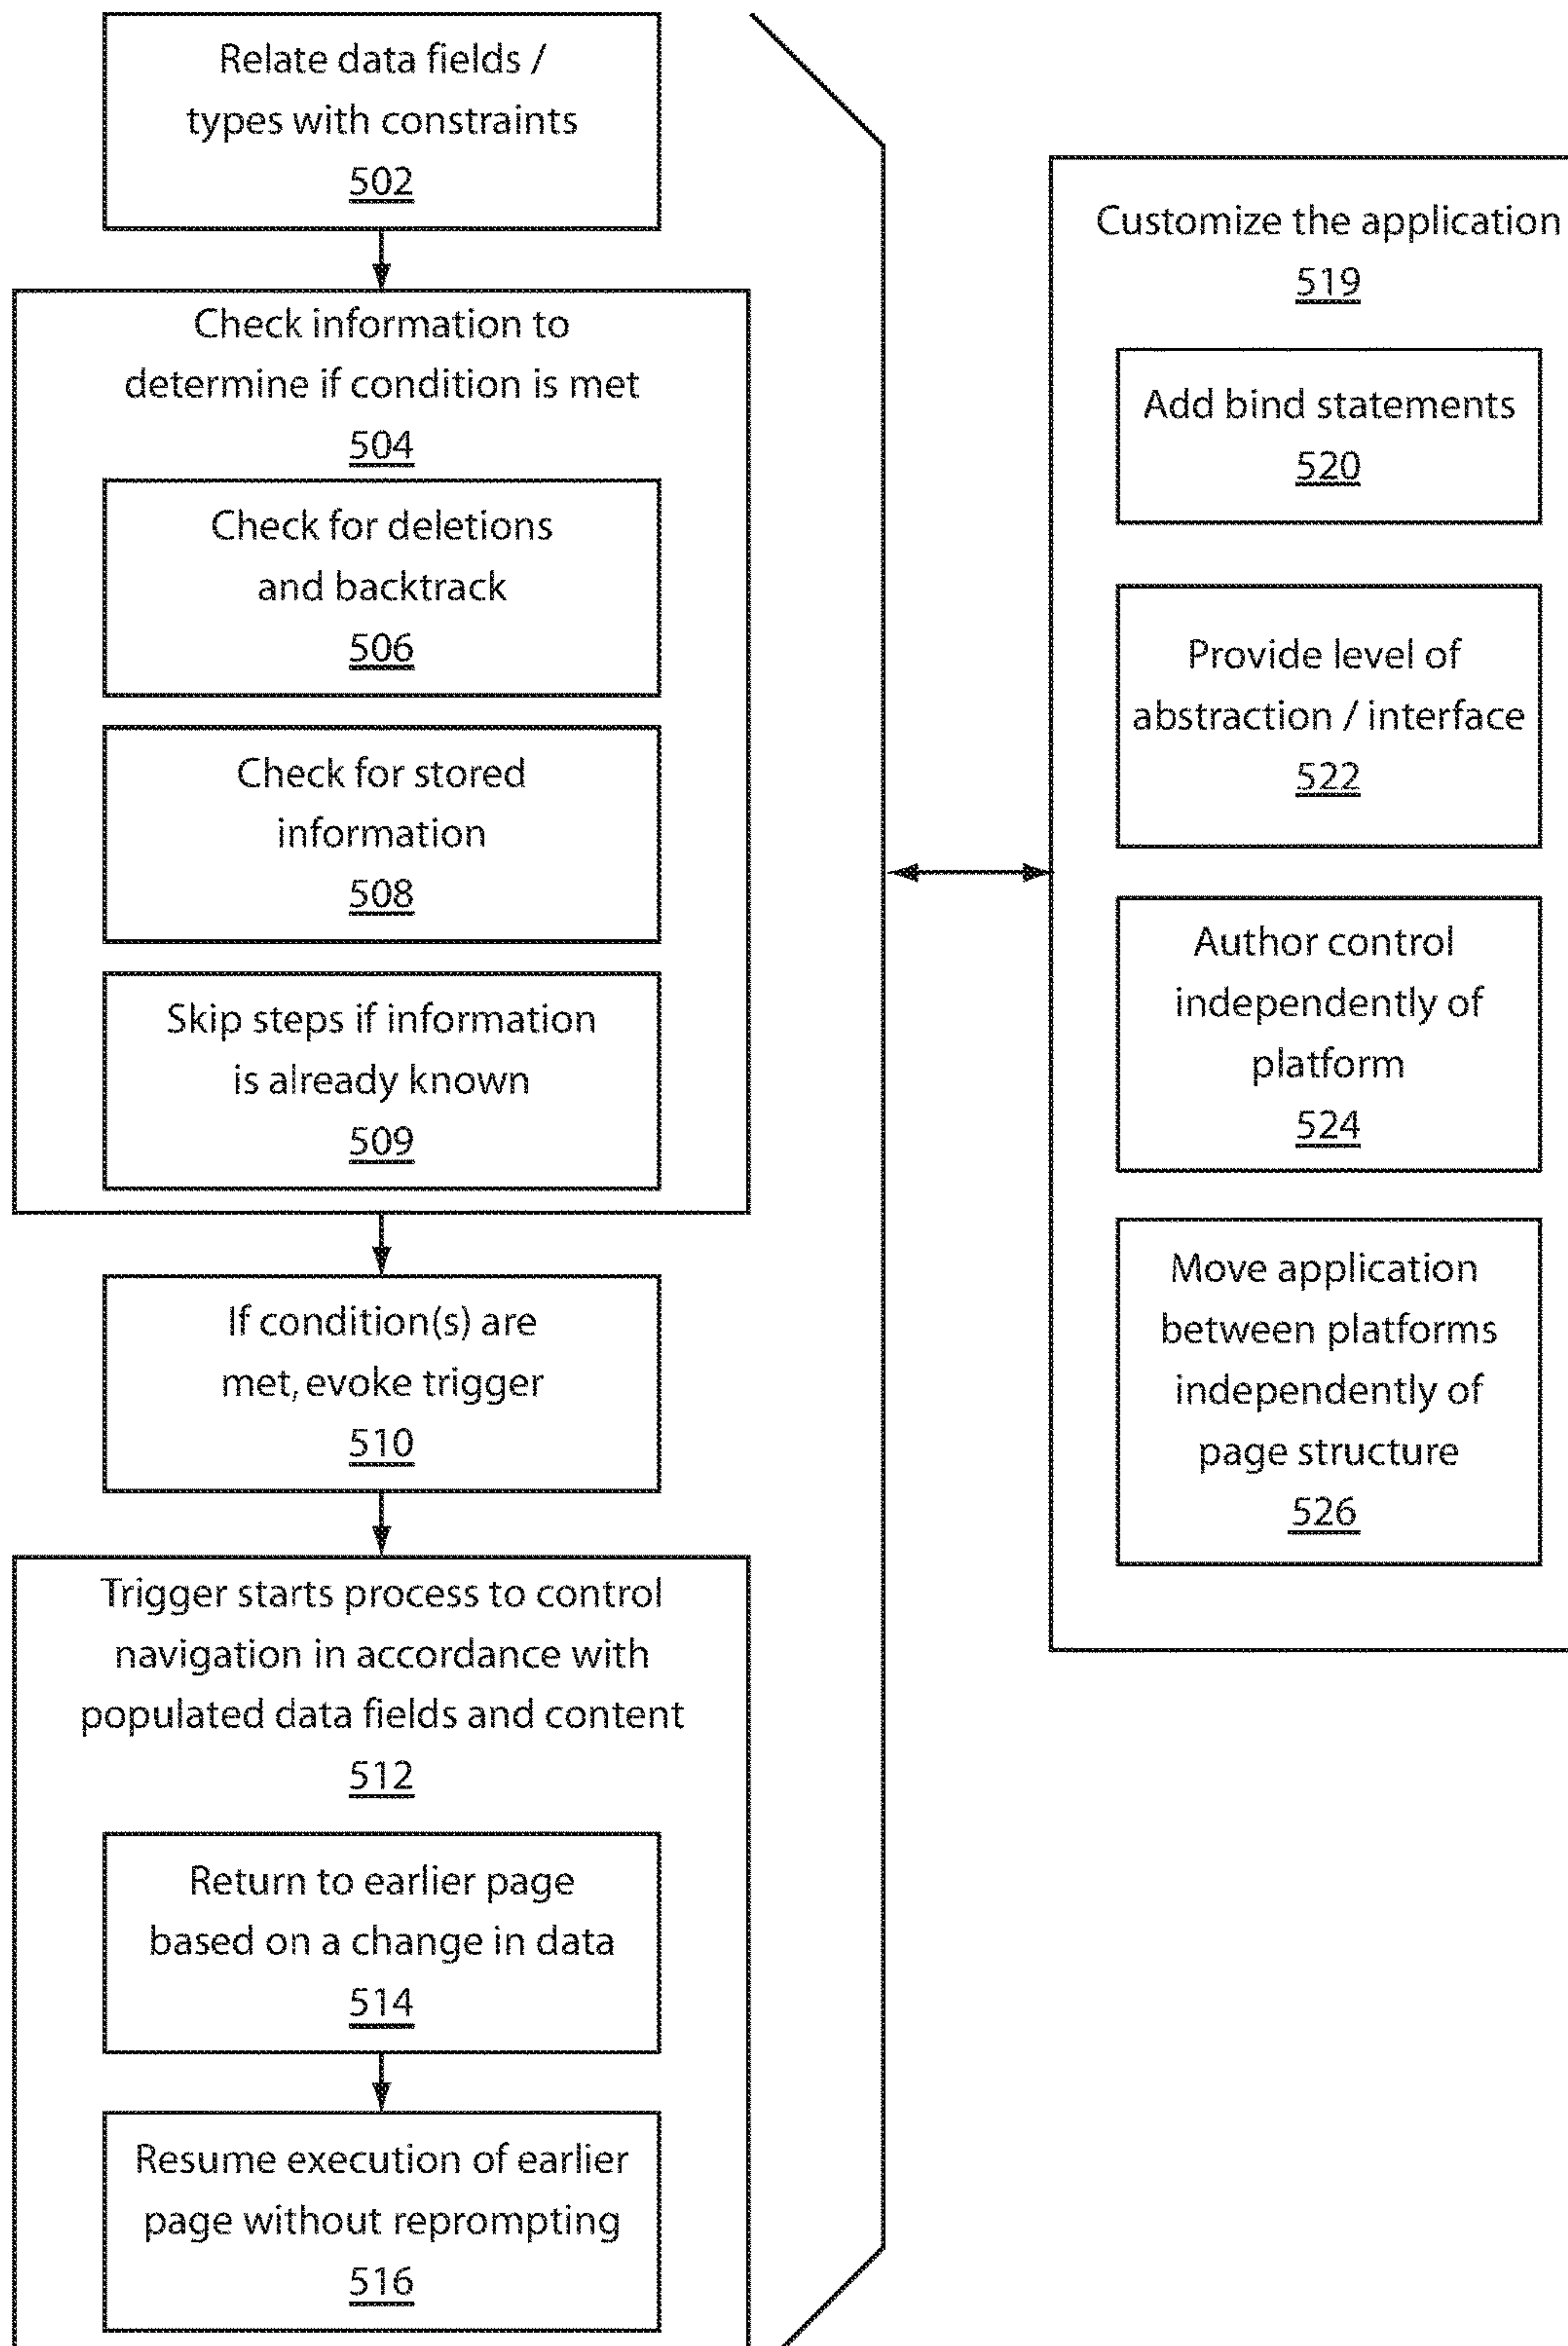 Relate data fields /
types with constraints
502
Check information to
determine if condition is met
504
Check for deletions
and backtrack
506
Check for stored
information
508
Skip steps if information
is already known
509
If condition(s) are
met, evoke trigger
510
Trigger starts process to control
navigation in accordance with
populated data fields and content
512
Return to earlier page
based on a change in data
514
Resume execution of earlier
page without reprompting
516
Customize the application
519
Add bind statements
520
Provide level of
abstraction / interface
522
Author control
independently of
platform
524
Move application
between platforms
independently of
page structure
526